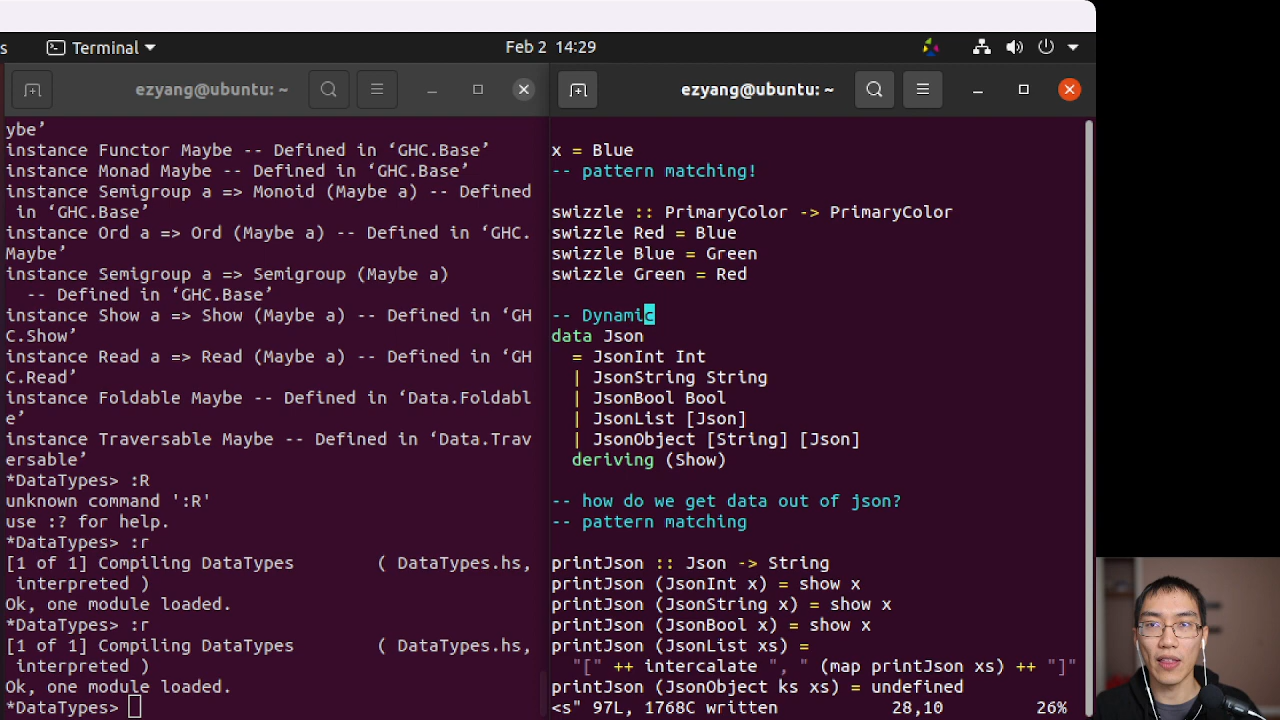 s Terminal Feb 2 14:29
ezyang@ubuntu: ~
ybe’
instance Functor Maybe -- Defined in ‘GHC.Base’
instance Monad Maybe -- Defined in ‘GHC.Base’
instance Semigroup a => Monoid (Maybe a) -- Defined
 in ‘GHC.Base’
instance Ord a => Ord (Maybe a) -- Defined in ‘GHC.
Maybe’
instance Semigroup a => Semigroup (Maybe a)
  -- Defined in ‘GHC.Base’
instance Show a => Show (Maybe a) -- Defined in ‘GH
C.Show’
instance Read a => Read (Maybe a) -- Defined in ‘GH
C.Read’
instance Foldable Maybe -- Defined in ‘Data.Foldabl
e’
instance Traversable Maybe -- Defined in ‘Data.Trav
ersable’
*DataTypes> :R
unknown command ':R'
use :? for help.
*DataTypes> :r
[1 of 1] Compiling DataTypes        ( DataTypes.hs,
 interpreted )
Ok, one module loaded.
*DataTypes> :r
[1 of 1] Compiling DataTypes        ( DataTypes.hs,
 interpreted )
Ok, one module loaded.
*DataTypes>
ezyang@ubuntu: ~
x = Blue
-- pattern matching!
swizzle :: PrimaryColor -> PrimaryColor
swizzle Red = Blue
swizzle Blue = Green
swizzle Green = Red
-- Dynamic
data Json
  = JsonInt Int
  | JsonString String
  | JsonBool Bool
  | JsonList [Json]
  | JsonObject [String] [Json]
  deriving (Show)
-- how do we get data out of json?
-- pattern matching
printJson :: Json -> String
printJson (JsonInt x) = show x
printJson (JsonString x) = show x
printJson (JsonBool x) = show x
printJson (JsonList xs) =
  "[" ++ intercalate ", " (map printJson xs) ++ "]"
printJson (JsonObject ks xs) = undefined
<s" 97L, 1768C written 28,10 26%